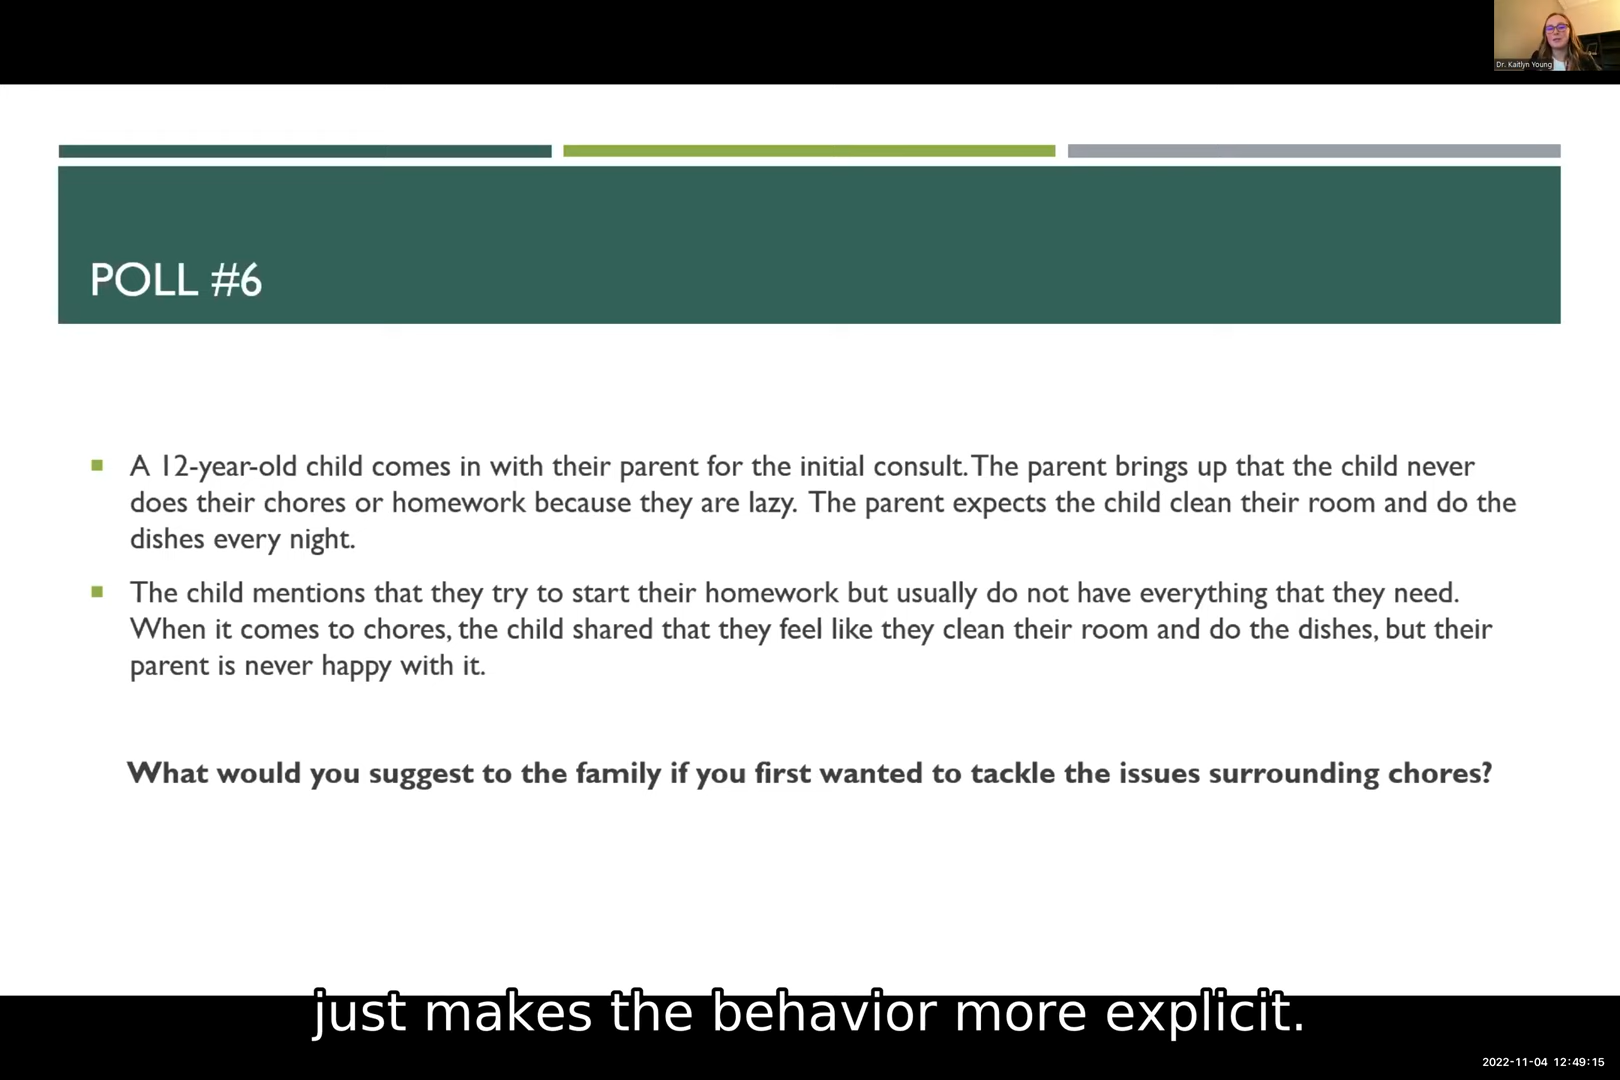 Dr. Kaitlyn Young
POLL #6
A 12-year-old child comes in with their parent for the initial consult. The parent brings up that the child never
does their chores or homework because they are lazy.  The parent expects the child clean their room and do the
dishes every night.
The child mentions that they try to start their homework but usually do not have everything that they need.
When it comes to chores, the child shared that they feel like they clean their room and do the dishes, but their
parent is never happy with it.
What would you suggest to the family if you first wanted to tackle the issues surrounding chores?
just makes the behavior more explicit.
2022-11-04 12:49:15